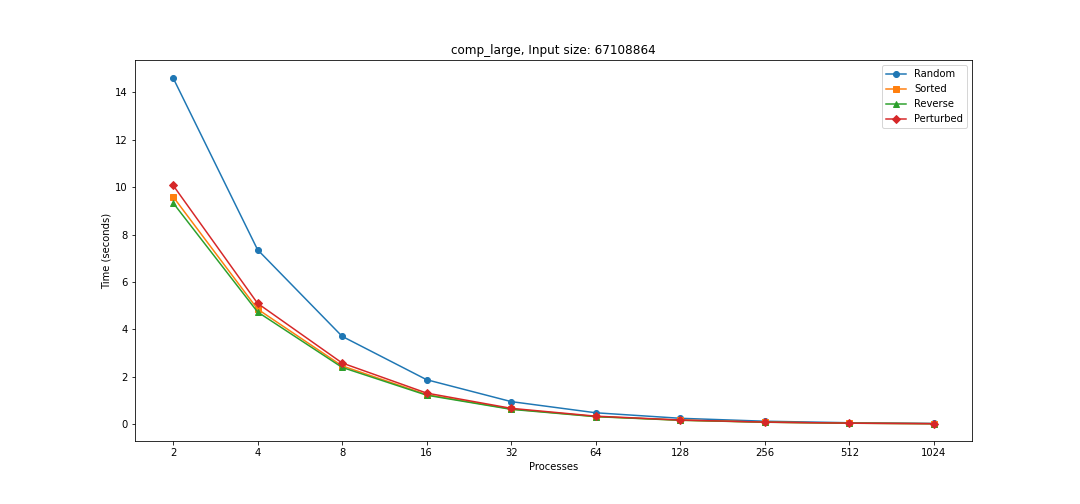 comp_large, Input size: 67108864
Random
Sorted
Reverse
Perturbed
Time (seconds)
14
12
10
8
6
4
2
0
2 4 8 16 32 64 128 256 512 1024
Processes